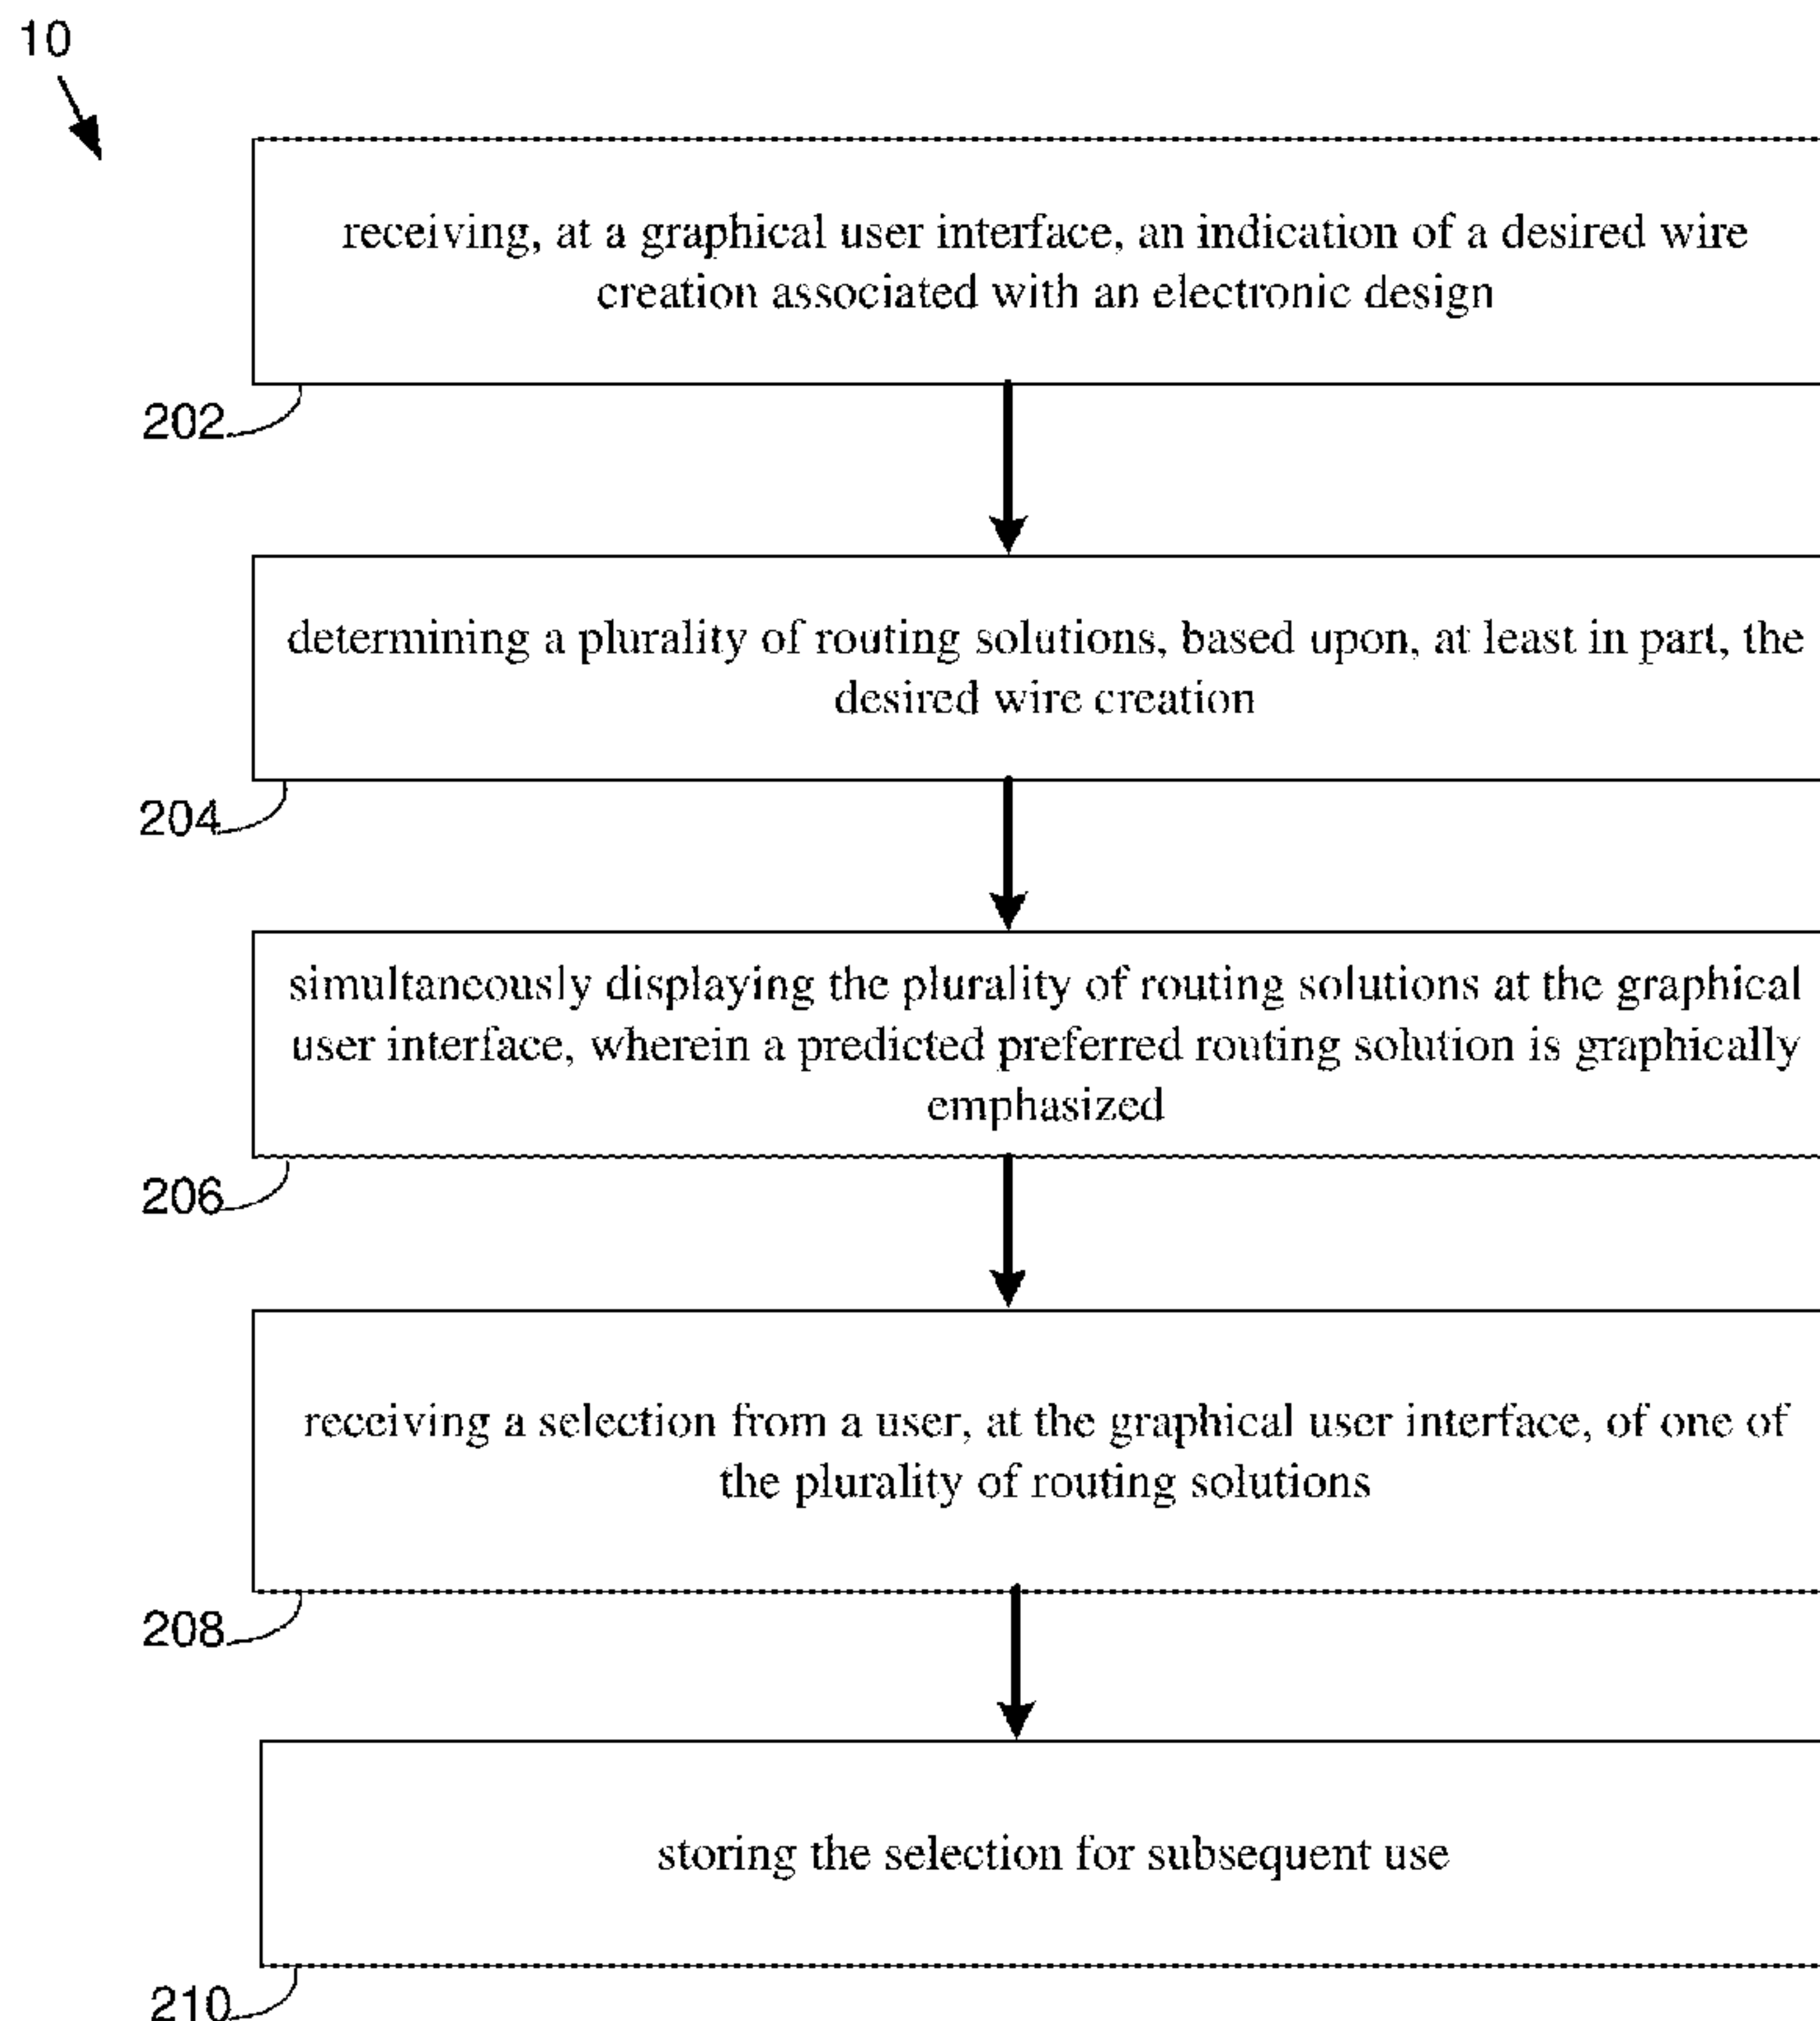 10
receiving, at a graphical user interface, an indication of a desired wire
creation associated with an electronic design
202
determining a plurality of routing solutions, based upon, at least in part, the
desired wire creation
204
simultaneously displaying the plurality of routing solutions at the graphical
user interface, wherein a predicted preferred routing solution is graphically
emphasized
206
receiving a selection from a user, at the graphical user interface, of one of
the plurality of routing solutions
208
storing the selection for subsequent use
210